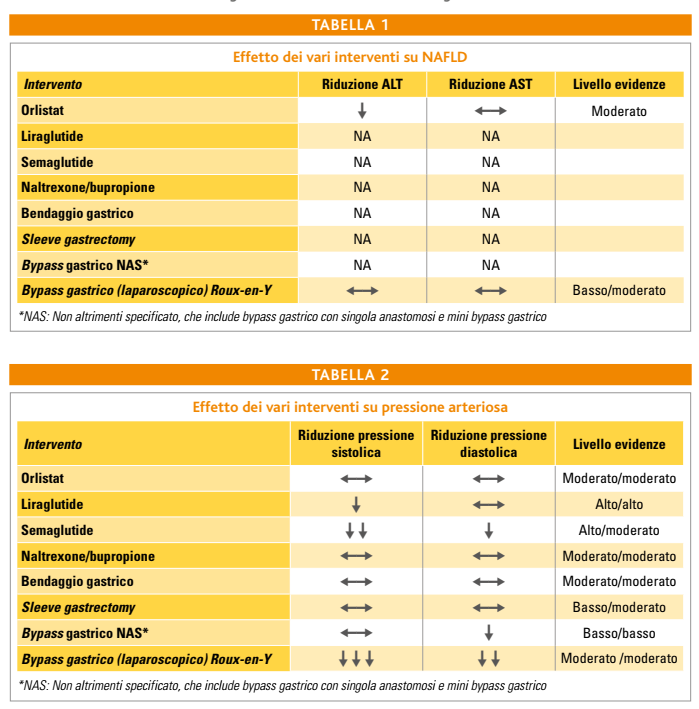 TABELLA 1
Effetto dei vari interventi su NAFLD
Intervento Riduzione ALT Riduzione AST Livello evidenze
Orlistat ↓ ↔ Moderato
Liraglutide NA NA
Semaglutide NA NA
Naltrexone/bupropione NA NA
Bendaggio gastrico NA NA
Sleeve gastrectomy NA NA
Bypass gastrico NAS* NA NA
Bypass gastrico (laparoscopico) Roux-en-Y ↔ ↔ Basso/moderato
*NAS: Non altrimenti specificato, che include bypass gastrico con singola anastomosi e mini bypass gastrico
TABELLA 2
Effetto dei vari interventi su pressione arteriosa
Intervento Riduzione pressione sistolica Riduzione pressione diastolica Livello evidenze
Orlistat ↔ ↔ Moderato/moderato
Liraglutide ↓ ↔ Alto/alto
Semaglutide ↓↓ ↓ Alto/moderato
Naltrexone/bupropione ↔ ↔ Moderato/moderato
Bendaggio gastrico ↔ ↔ Moderato/moderato
Sleeve gastrectomy ↔ ↔ Basso/moderato
Bypass gastrico NAS* ↔ ↓ Basso/basso
Bypass gastrico (laparoscopico) Roux-en-Y ↓↓↓ ↓↓ Moderato /moderato
*NAS: Non altrimenti specificato, che include bypass gastrico con singola anastomosi e mini bypass gastrico